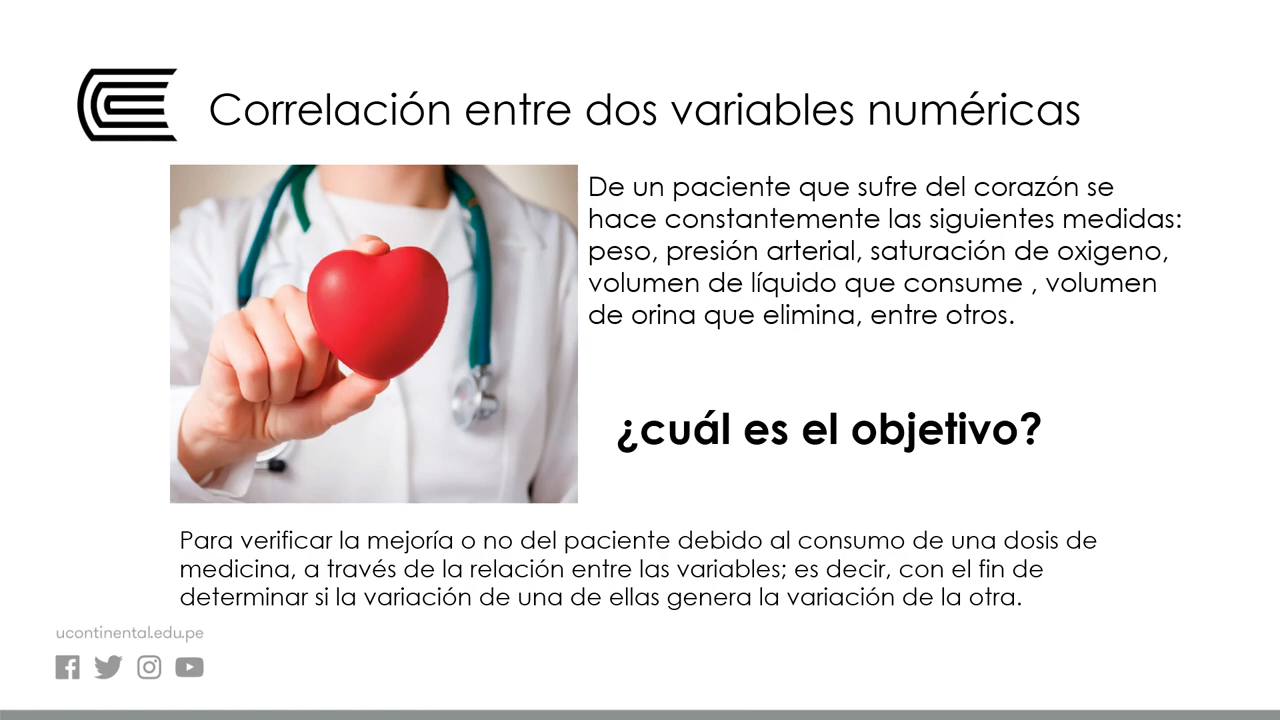 Correlación entre dos variables numéricas
De un paciente que sufre del corazón se
hace constantemente las siguientes medidas:
peso, presión arterial, saturación de oxigeno,
volumen de líquido que consume , volumen
de orina que elimina, entre otros.
¿cuál es el objetivo?
Para verificar la mejoría o no del paciente debido al consumo de una dosis de
medicina, a través de la relación entre las variables; es decir, con el fin de
determinar si la variación de una de ellas genera la variación de la otra.
ucontinental.edu.pe